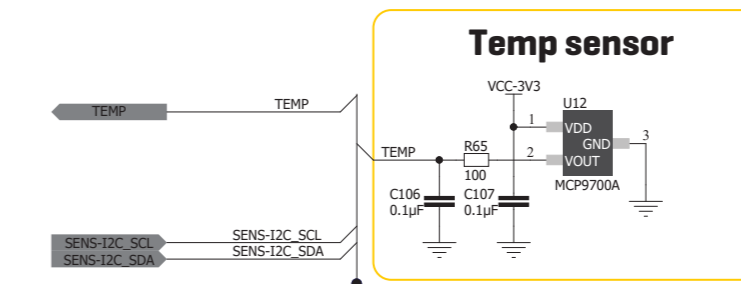 Temp sensor
VCC-3V3
U12
TEMP
TEMP
1
VDD
GND
3
TEMP
R65
2
VOUT
100
MCP9700A
C106
0.1µF
C107
0.1µF
SENS-I2C_SCL
SENS-I2C_SCL
SENS-I2C_SDA
SENS-I2C_SDA